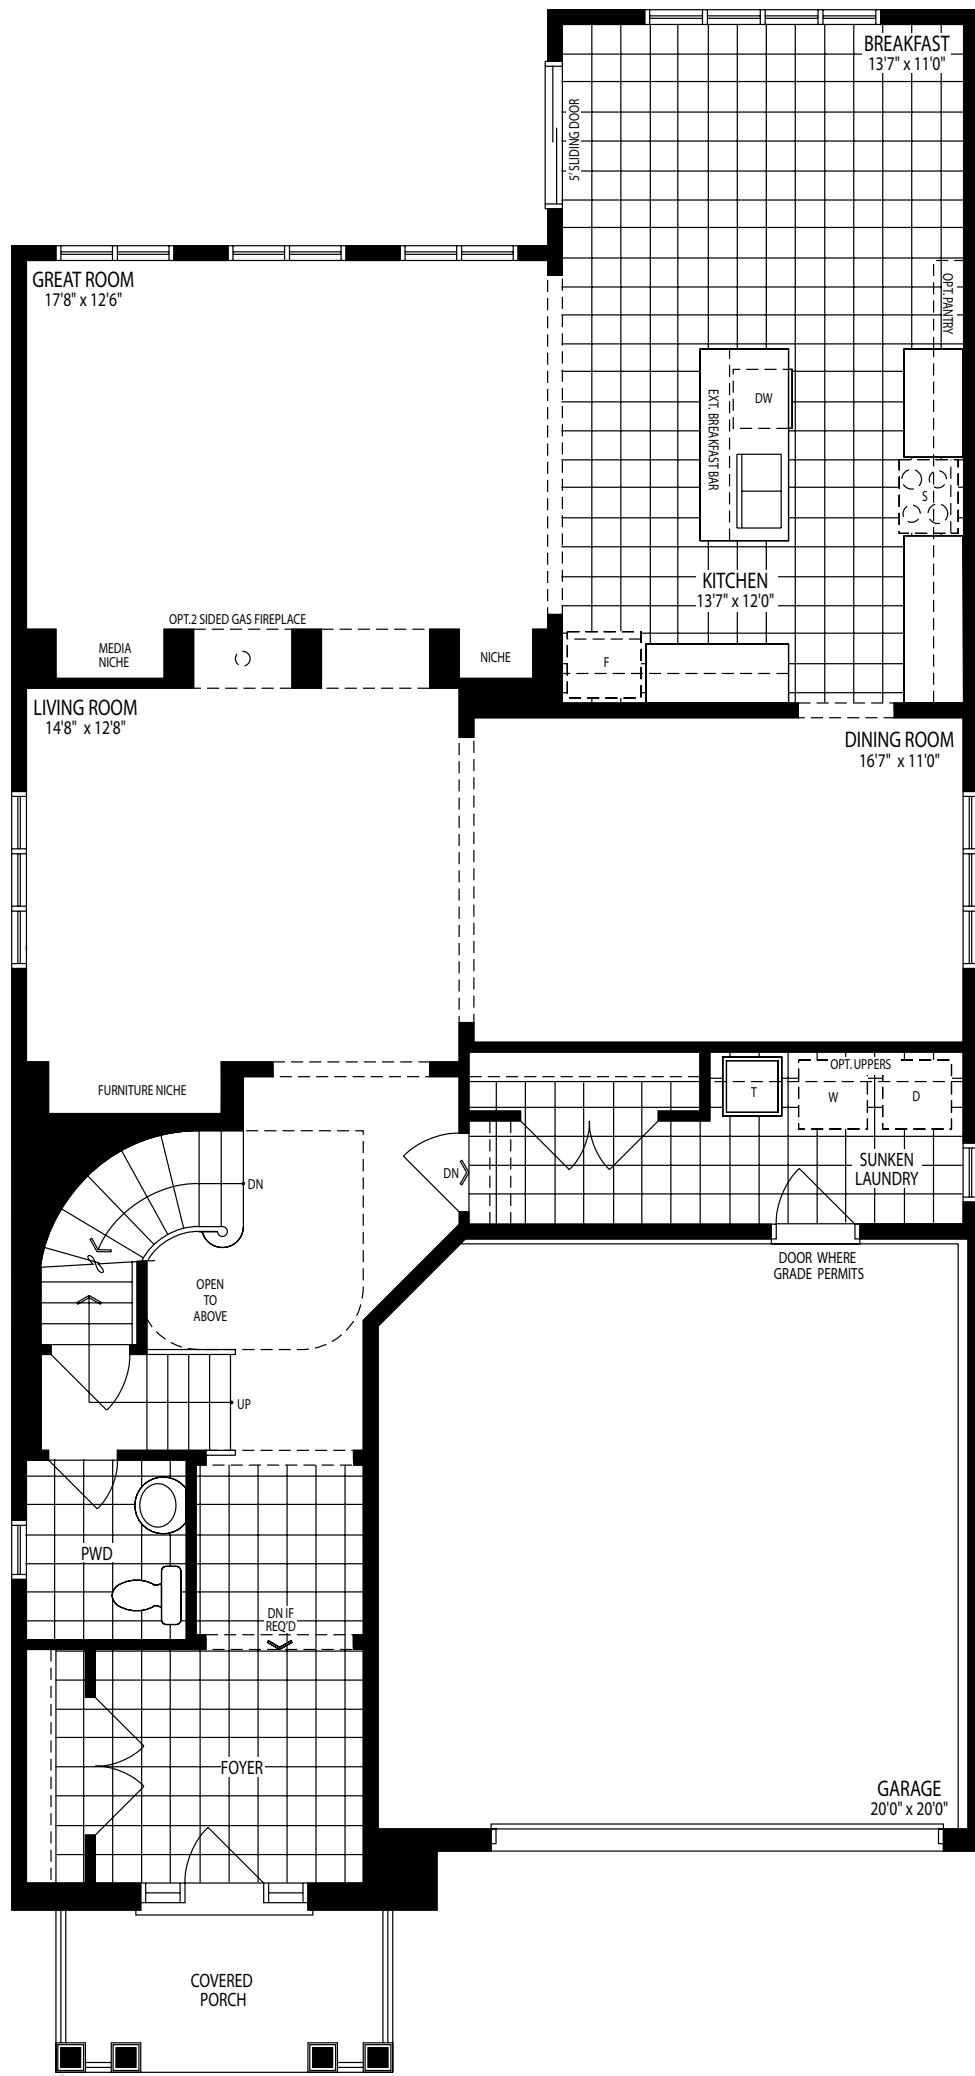 BREAKFAST
13'7" x 11'0"
5' SLIDING DOOR
GREAT ROOM
17'8" x 12'6"
OPT. PANTRY
DW
EXT. BREAKFAST BAR
S
KITCHEN
13'7" x 12'0"
OPT.2 SIDED GAS FIREPLACE
MEDIA
NICHE
NICHE
F
LIVING ROOM
14'8" x 12'8"
DINING ROOM
16'7" x 11'0"
FURNITURE NICHE
OPT. UPPERS
T
W
D
DN
SUNKEN
LAUNDRY
DN
DOOR WHERE
GRADE PERMITS
OPEN
TO
ABOVE
UP
PWD
DN IF
REQ'D
FOYER
GARAGE
20'0" x 20'0"
COVERED
PORCH